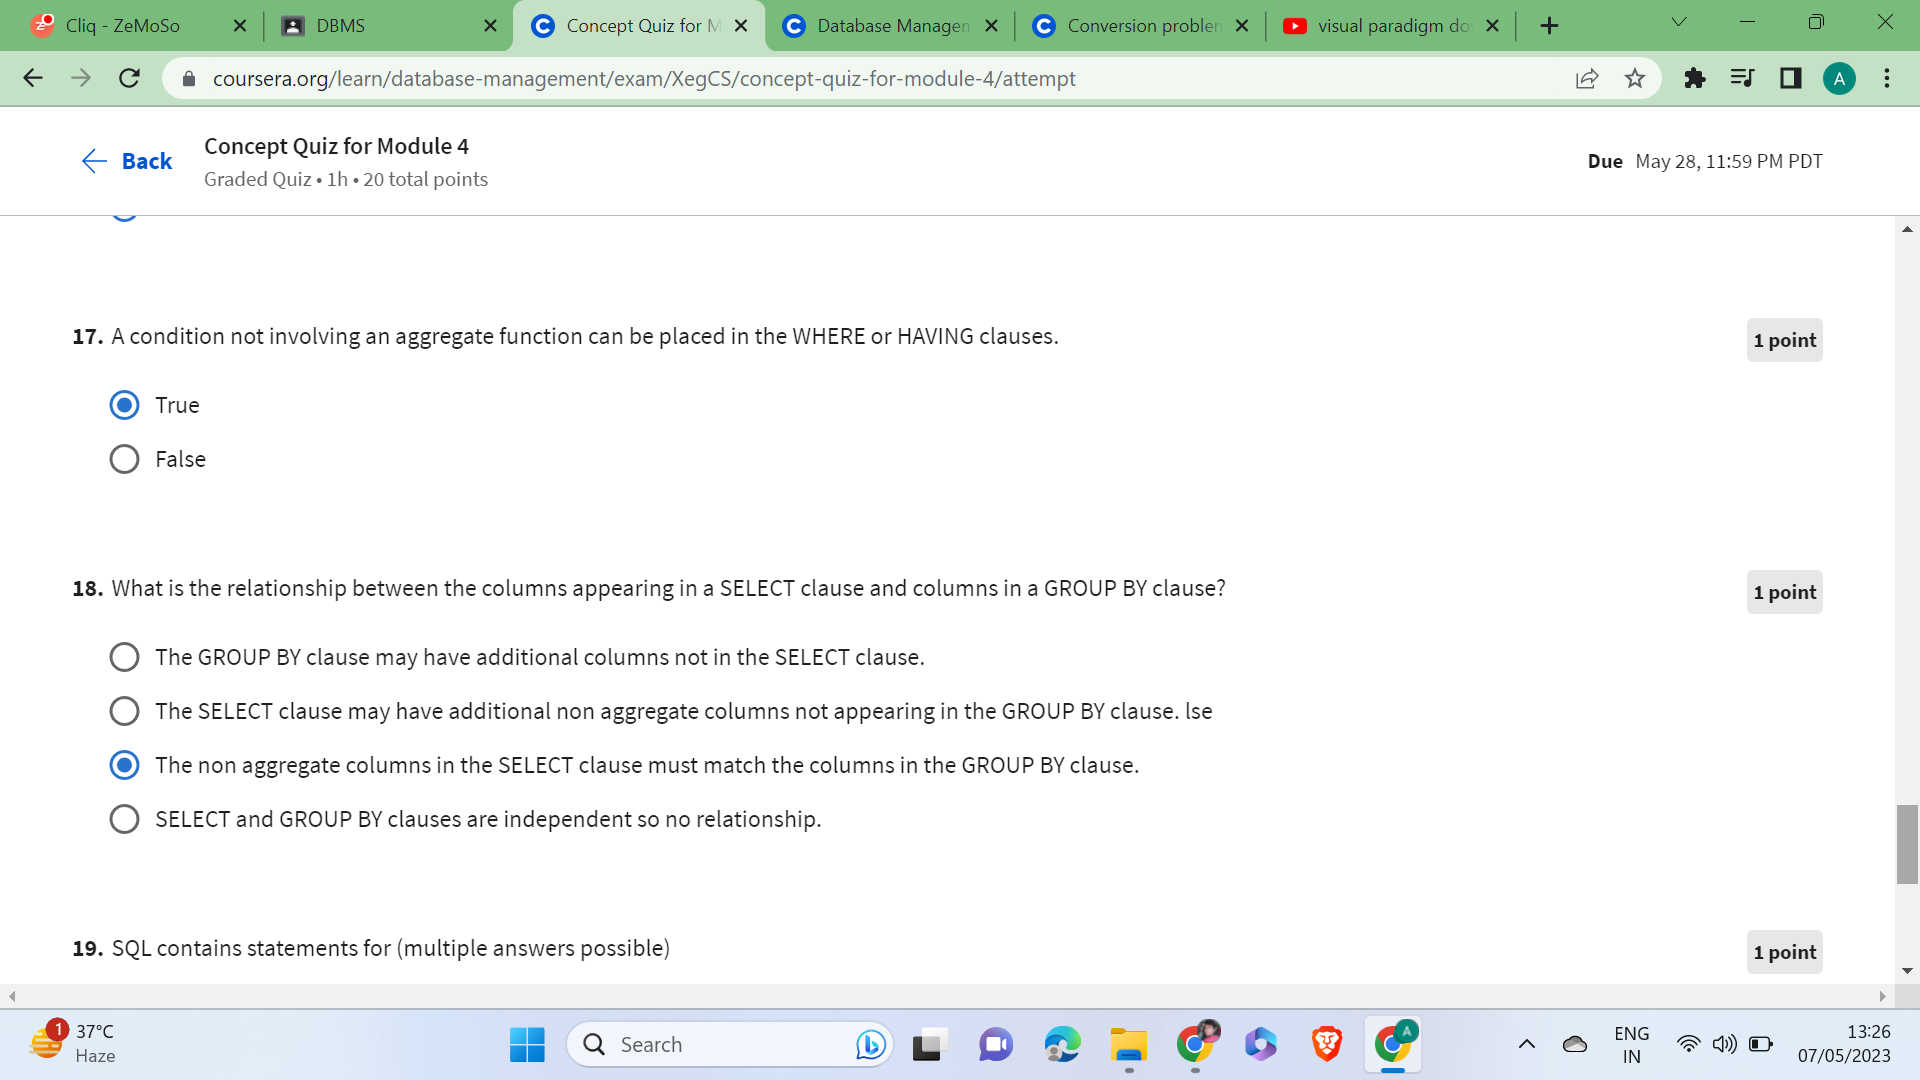 Cliq - ZeMoSo
DBMS
Concept Quiz for M
Database Managem
Conversion problem
visual paradigm do
coursera.org/learn/database-management/exam/XegCS/concept-quiz-for-module-4/attempt
A
Back
Concept Quiz for Module 4
Graded Quiz • 1h • 20 total points
Due May 28, 11:59 PM PDT
17. A condition not involving an aggregate function can be placed in the WHERE or HAVING clauses.
1 point
True
False
18. What is the relationship between the columns appearing in a SELECT clause and columns in a GROUP BY clause?
1 point
The GROUP BY clause may have additional columns not in the SELECT clause.
The SELECT clause may have additional non aggregate columns not appearing in the GROUP BY clause. lse
The non aggregate columns in the SELECT clause must match the columns in the GROUP BY clause.
SELECT and GROUP BY clauses are independent so no relationship.
19. SQL contains statements for (multiple answers possible)
1 point
1
37°C
Haze
Search
A
ENG
IN
13:26
07/05/2023